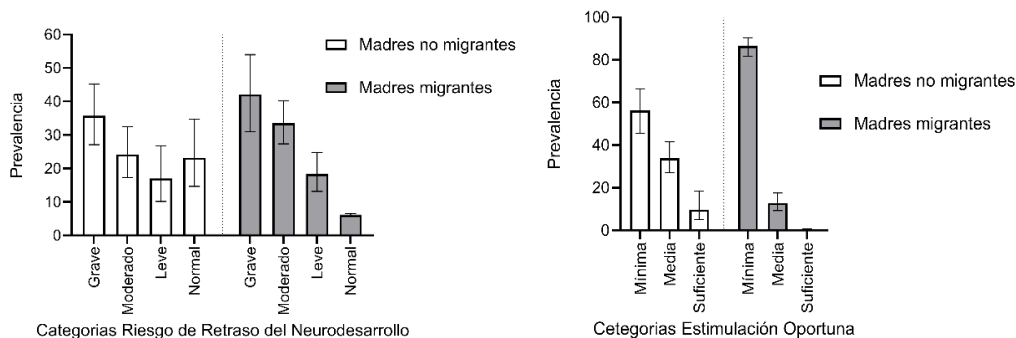 60
50
40
30
20
10
0
Prevalencia
Madres no migrantes
Madres migrantes
Grave
Moderado
Leve
Normal
Grave
Moderado
Leve
Normal
Categorias Riesgo de Retraso del Neurodesarrollo
100
80
60
40
20
0
Prevalencia
Madres no migrantes
Madres migrantes
Mínima
Media
Suficiente
Mínima
Media
Suficiente
Cetegorias Estimulación Oportuna